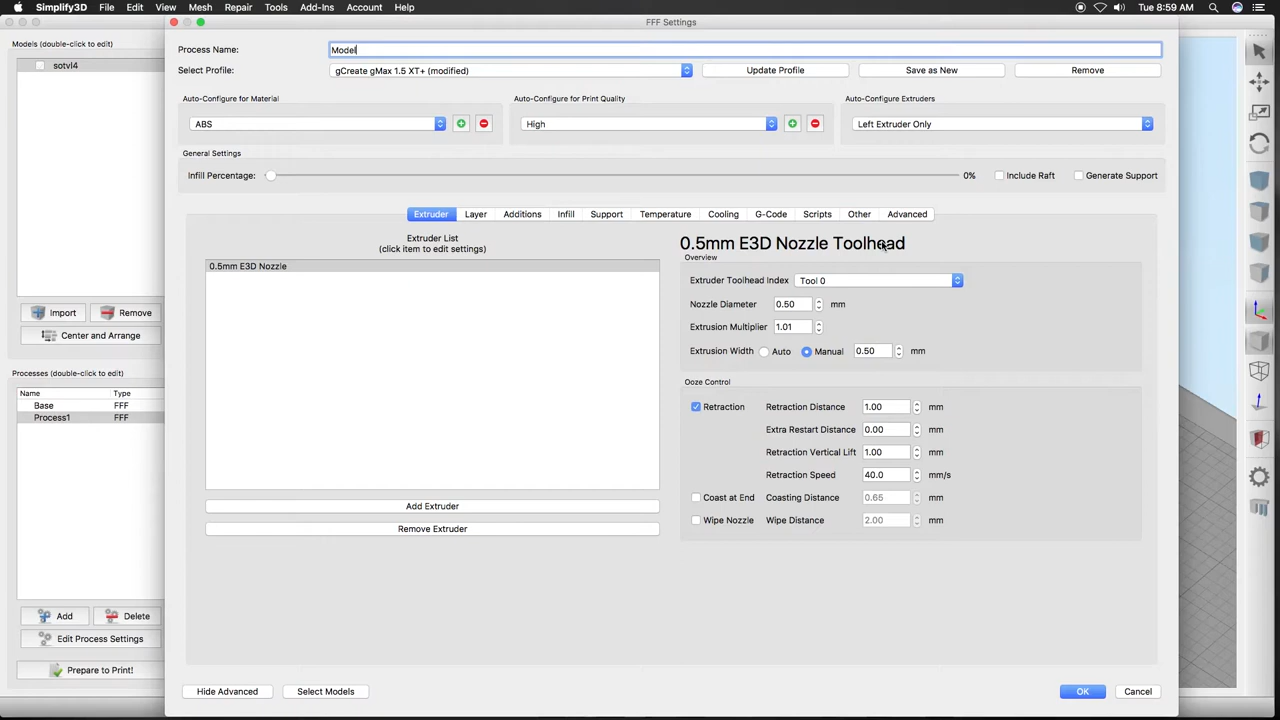 Simplify3D File Edit View Mesh Repair Tools Add-Ins Account Help
Tue 8:59 AM
FFF Settings
Models (double-click to edit)
sotvl4
Import Remove
Center and Arrange
Processes (double-click to edit)
Name Type
Base FFF
Process1 FFF
Add Delete
Edit Process Settings
Prepare to Print!
Process Name: Model
Select Profile: gCreate gMax 1.5 XT+ (modified) Update Profile Save as New Remove
Auto-Configure for Material Auto-Configure for Print Quality Auto-Configure Extruders
ABS High Left Extruder Only
General Settings
Infill Percentage: 0% Include Raft Generate Support
Extruder Layer Additions Infill Support Temperature Cooling G-Code Scripts Other Advanced
Extruder List
(click item to edit settings)
0.5mm E3D Nozzle
Add Extruder
Remove Extruder
0.5mm E3D Nozzle Toolhead
Overview
Extruder Toolhead Index Tool 0
Nozzle Diameter 0.50 mm
Extrusion Multiplier 1.01
Extrusion Width Auto Manual 0.50 mm
Ooze Control
Retraction Retraction Distance 1.00 mm
Extra Restart Distance 0.00 mm
Retraction Vertical Lift 1.00 mm
Retraction Speed 40.0 mm/s
Coast at End Coasting Distance 0.65 mm
Wipe Nozzle Wipe Distance 2.00 mm
Hide Advanced Select Models OK Cancel